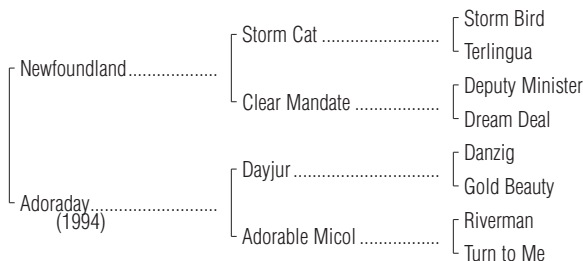 Storm Bird
Storm Cat ........................
Terlingua
Newfoundland..................
Deputy Minister
Clear Mandate .................
Dream Deal
Danzig
Dayjur .............................
Gold Beauty
Adoraday.........................
(1994)
Riverman
Adorable Micol ................
Turn to Me